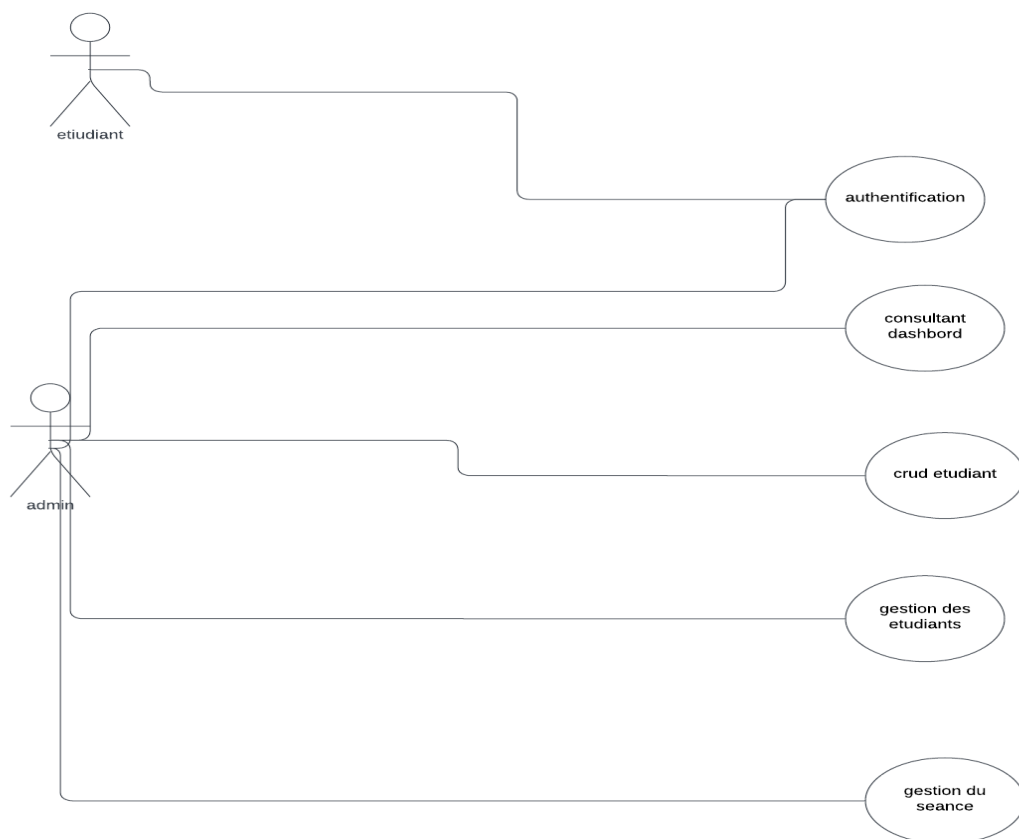 etiudiant
authentification
consultant
dashbord
crud etudiant
admin
gestion des
etudiants
gestion du
seance